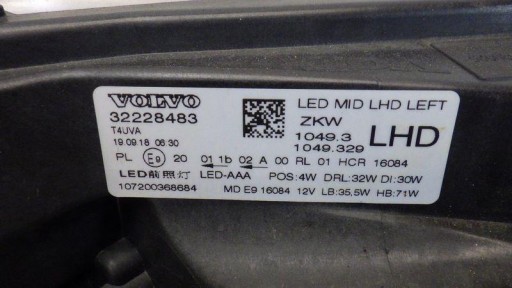 VOLVO
32228483
T4UVA
19.09.18 06:30
LED MID LHD LEFT
ZKW
1049.3
1049.329
LHD
PL E9 20 01 1b 02 A 00 RL 01 HCR 16084
LED前照灯 LED-AAA POS:4W DRL:32W DI:30W
107200368684 MD E9 16084 12V LB:35,5W HB:71W